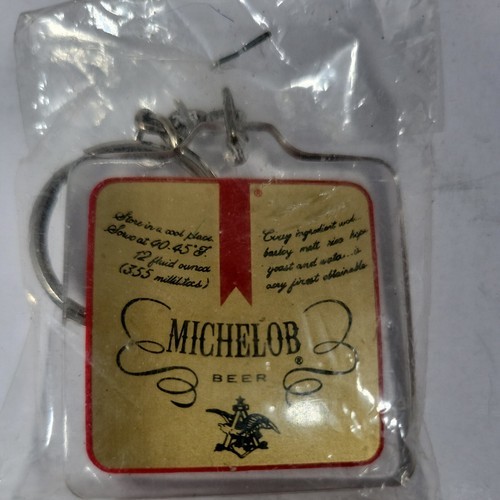 Store in a cool place.
Serve at 40-45°F.
12 fluid ounces
(355 milliliters)
Every ingredient used...
barley malt rice hops
yeast and water...is
very finest obtainable
MICHELOB®
BEER